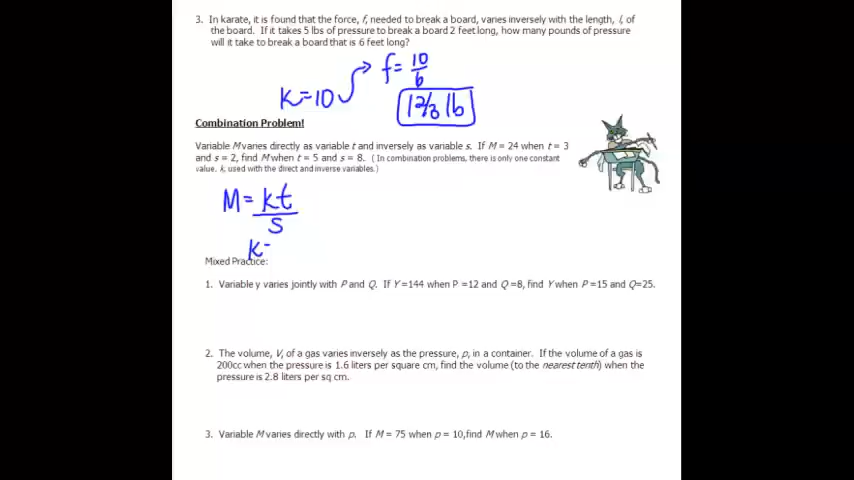 3. In karate, it is found that the force, f, needed to break a board, varies inversely with the length, l, of
the board. If it takes 5 lbs of pressure to break a board 2 feet long, how many pounds of pressure
will it take to break a board that is 6 feet long?
f = 10/6
K = 10
1 2/3 lb
Combination Problem!
Variable M varies directly as variable t and inversely as variable s. If M = 24 when t = 3
and s = 2, find M when t = 5 and s = 8. ( In combination problems, there is only one constant
value, k, used with the direct and inverse variables.)
M = kt/s
K =
Mixed Practice:
1. Variable y varies jointly with P and Q. If Y =144 when P =12 and Q =8, find Y when P =15 and Q=25.
2. The volume, V, of a gas varies inversely as the pressure, p, in a container. If the volume of a gas is
200cc when the pressure is 1.6 liters per square cm, find the volume (to the nearest tenth) when the
pressure is 2.8 liters per sq cm.
3. Variable M varies directly with p. If M = 75 when p = 10,find M when p = 16.